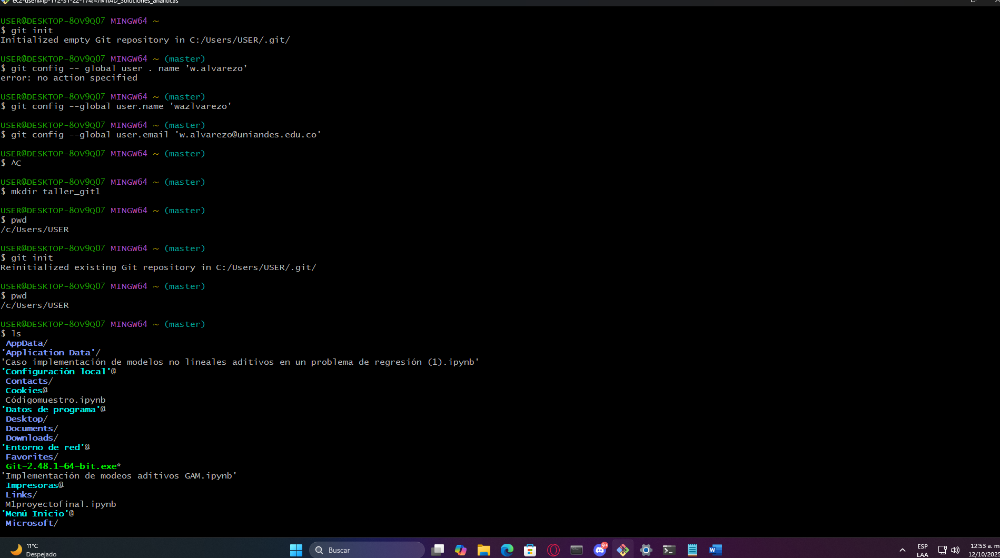 ec2-user@ip-172-31-22-174:~/MIIAD_Soluciones_analiticas
USER@DESKTOP-8OV9Q07 MINGW64 ~
$ git init
Initialized empty Git repository in C:/Users/USER/.git/
USER@DESKTOP-8OV9Q07 MINGW64 ~ (master)
$ git config -- global user . name ’w.alvarezo’
error: no action specified
USER@DESKTOP-8OV9Q07 MINGW64 ~ (master)
$ git config --global user.name 'wazlvarezo'
USER@DESKTOP-8OV9Q07 MINGW64 ~ (master)
$ git config --global user.email 'w.alvarezo@uniandes.edu.co'
USER@DESKTOP-8OV9Q07 MINGW64 ~ (master)
$ ^C
USER@DESKTOP-8OV9Q07 MINGW64 ~ (master)
$ mkdir taller_git1
USER@DESKTOP-8OV9Q07 MINGW64 ~ (master)
$ pwd
/c/Users/USER
USER@DESKTOP-8OV9Q07 MINGW64 ~ (master)
$ git init
Reinitialized existing Git repository in C:/Users/USER/.git/
USER@DESKTOP-8OV9Q07 MINGW64 ~ (master)
$ pwd
/c/Users/USER
USER@DESKTOP-8OV9Q07 MINGW64 ~ (master)
$ ls
AppData/
'Application Data'/
'Caso implementación de modelos no lineales aditivos en un problema de regresión (1).ipynb'
'Configuración local'@
Contacts/
Cookies@
Códigomuestro.ipynb
'Datos de programa'@
Desktop/
Documents/
Downloads/
'Entorno de red'@
Favorites/
Git-2.48.1-64-bit.exe*
'Implementación de modeos aditivos GAM.ipynb'
Impresoras@
Links/
M1proyectofinal.ipynb
'Menú Inicio'@
Microsoft/
11°C
Despejado
Buscar
9+
ESP
LAA
12:53 a. m
12/10/2025